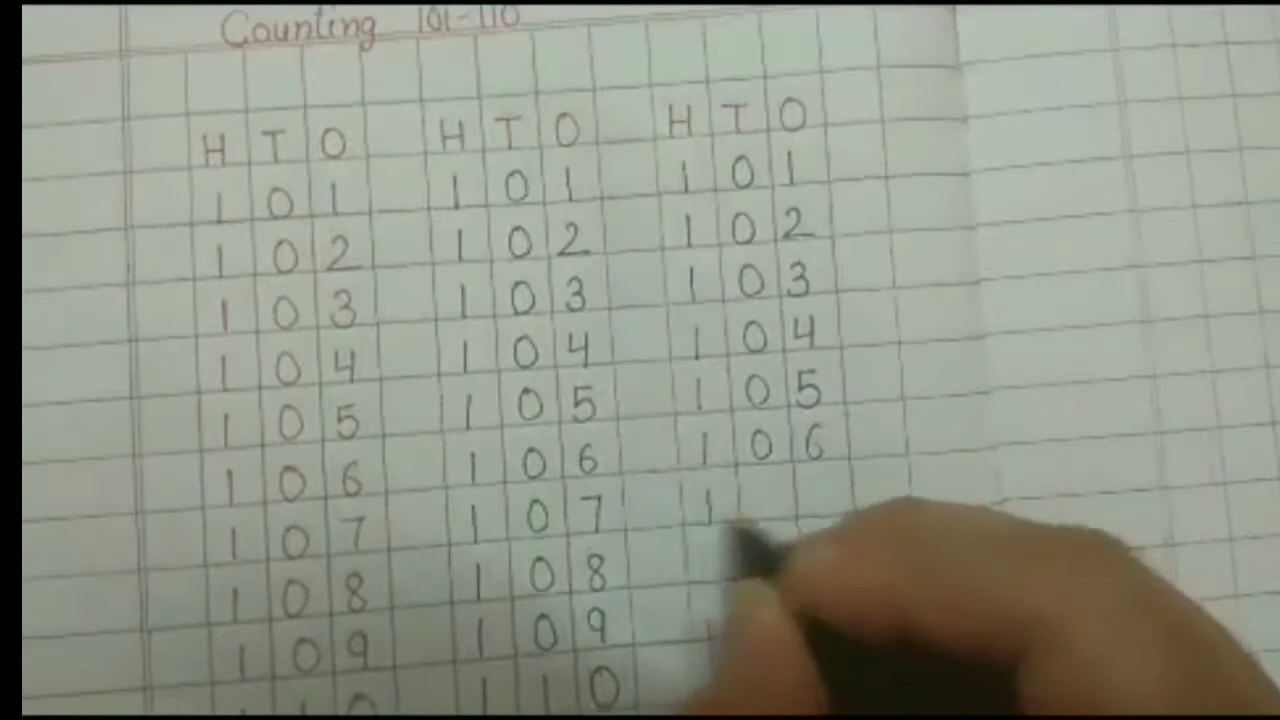 Counting 101-110
H T O H T O H T O
1 0 1 1 0 1 1 0 1
1 0 2 1 0 2 1 0 2
1 0 3 1 0 3 1 0 3
1 0 4 1 0 4 1 0 4
1 0 5 1 0 5 1 0 5
1 0 6 1 0 6 1 0 6
1 0 7 1 0 7 1
1 0 8 1 0 8
1 0 9 1 0 9
1 1 0 1 1 0